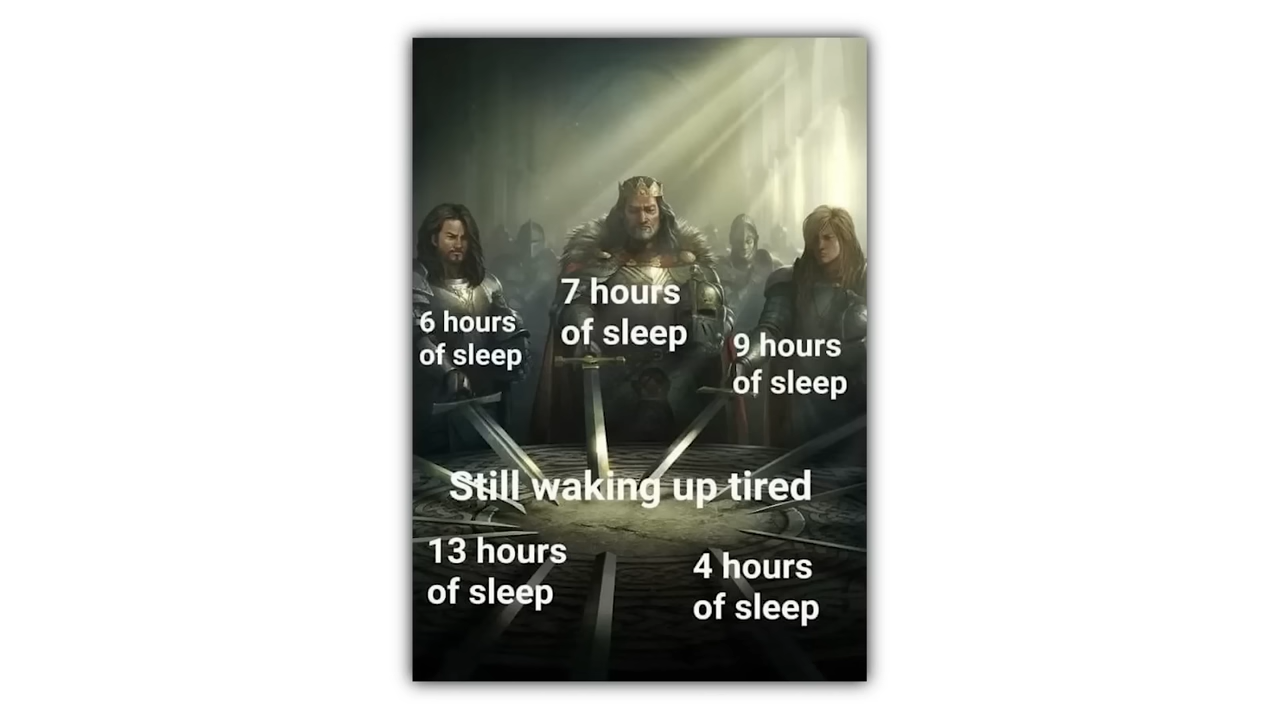 7 hours
of sleep
6 hours
of sleep
9 hours
of sleep
Still waking up tired
13 hours
of sleep
4 hours
of sleep